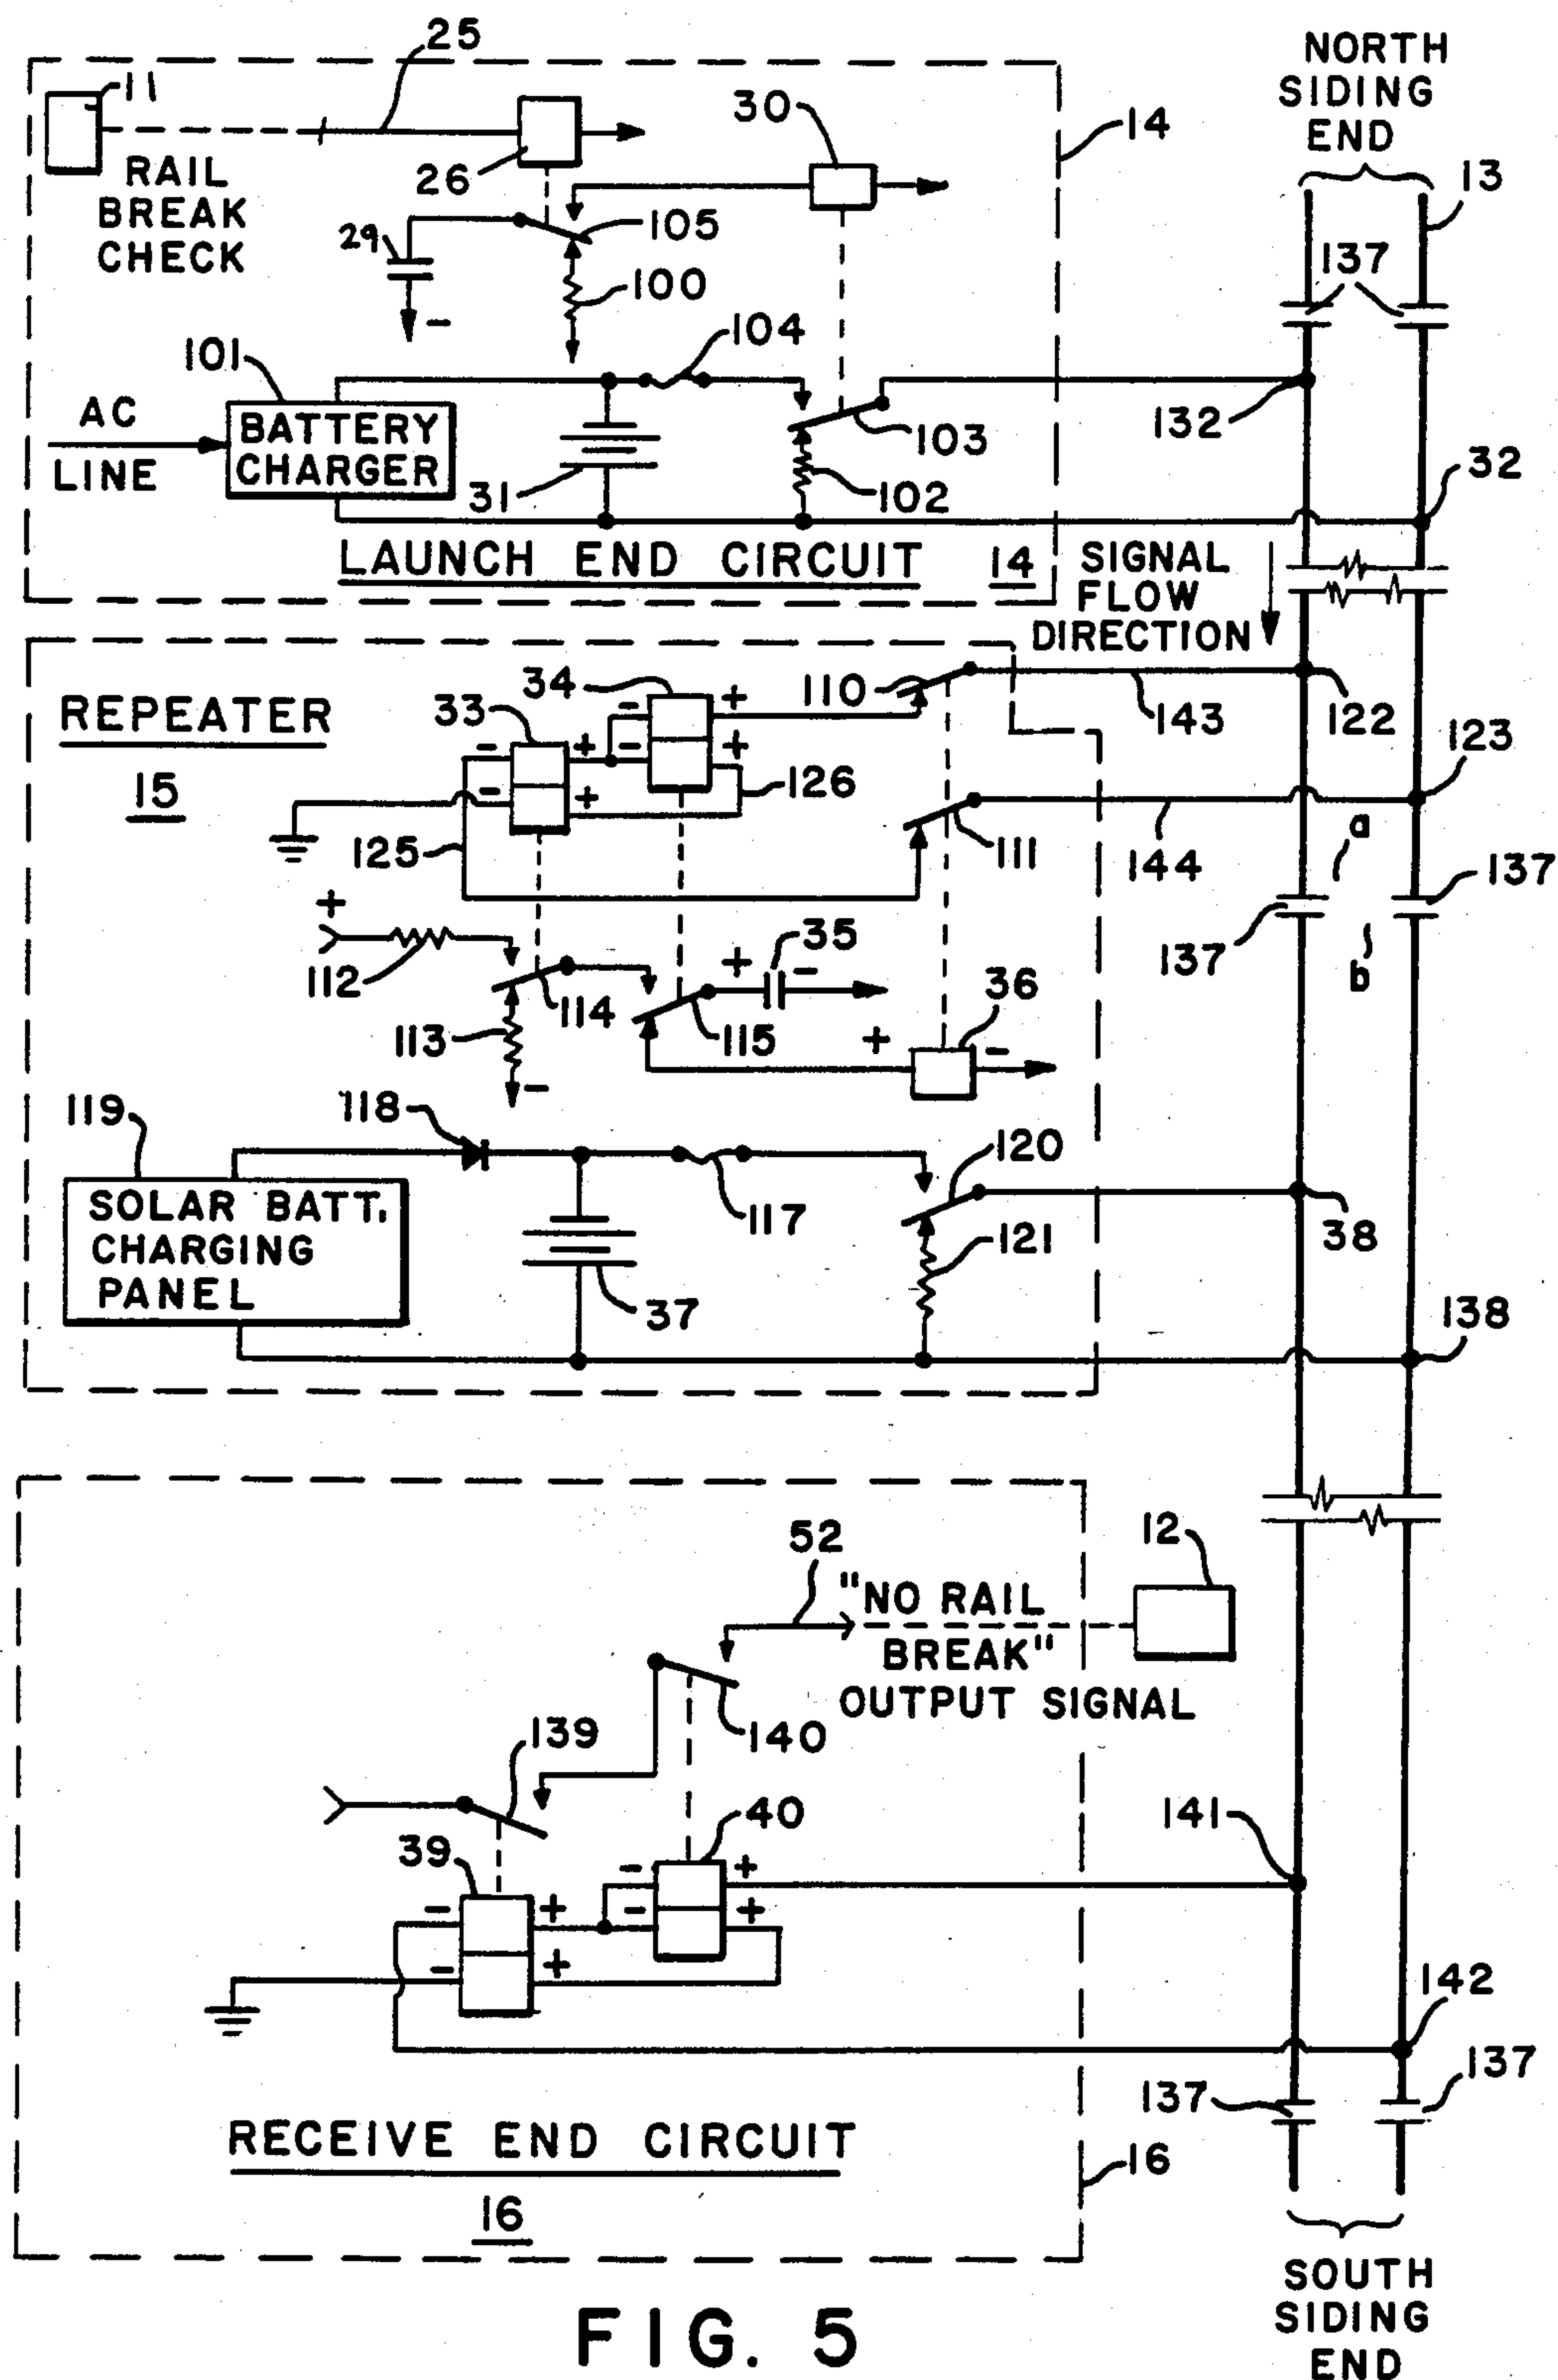 25
NORTH
SIDING
END
11
30
14
26
13
RAIL
BREAK
CHECK
105
29
137
100
-
104
101
132
AC
LINE
BATTERY
CHARGER
103
32
31
102
LAUNCH END CIRCUIT
14
SIGNAL
FLOW
DIRECTION
REPEATER
15
34
33
110
143
122
123
- +
- +
- +
- +
126
125
111
144
a
137
137
b
+
112
114
113
-
115
+ 35 -
36
+ -
119
118
120
SOLAR BATT.
CHARGING
PANEL
117
121
38
37
138
52
12
"NO RAIL
BREAK"
OUTPUT SIGNAL
140
139
40
141
39
- +
- +
- +
- +
142
137
137
RECEIVE END CIRCUIT
16
16
SOUTH
SIDING
END
FIG. 5